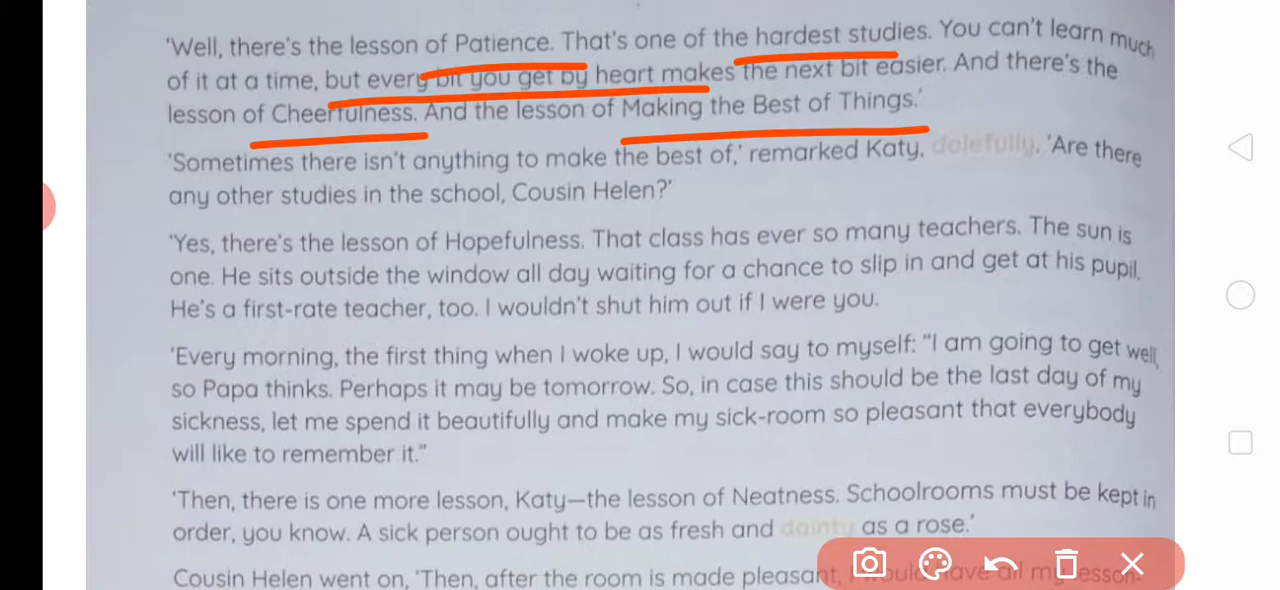 ‘Well, there’s the lesson of Patience. That’s one of the hardest studies. You can’t learn much
of it at a time, but every bit you get by heart makes the next bit easier. And there’s the
lesson of Cheerfulness. And the lesson of Making the Best of Things.’
‘Sometimes there isn’t anything to make the best of,’ remarked Katy, dolefully. ‘Are there
any other studies in the school, Cousin Helen?’
‘Yes, there’s the lesson of Hopefulness. That class has ever so many teachers. The sun is
one. He sits outside the window all day waiting for a chance to slip in and get at his pupil.
He’s a first-rate teacher, too. I wouldn’t shut him out if I were you.
‘Every morning, the first thing when I woke up, I would say to myself: “I am going to get well,
so Papa thinks. Perhaps it may be tomorrow. So, in case this should be the last day of my
sickness, let me spend it beautifully and make my sick-room so pleasant that everybody
will like to remember it.”
‘Then, there is one more lesson, Katy—the lesson of Neatness. Schoolrooms must be kept in
order, you know. A sick person ought to be as fresh and dainty as a rose.’
Cousin Helen went on, ‘Then, after the room is made pleasant, I would have all my lesson